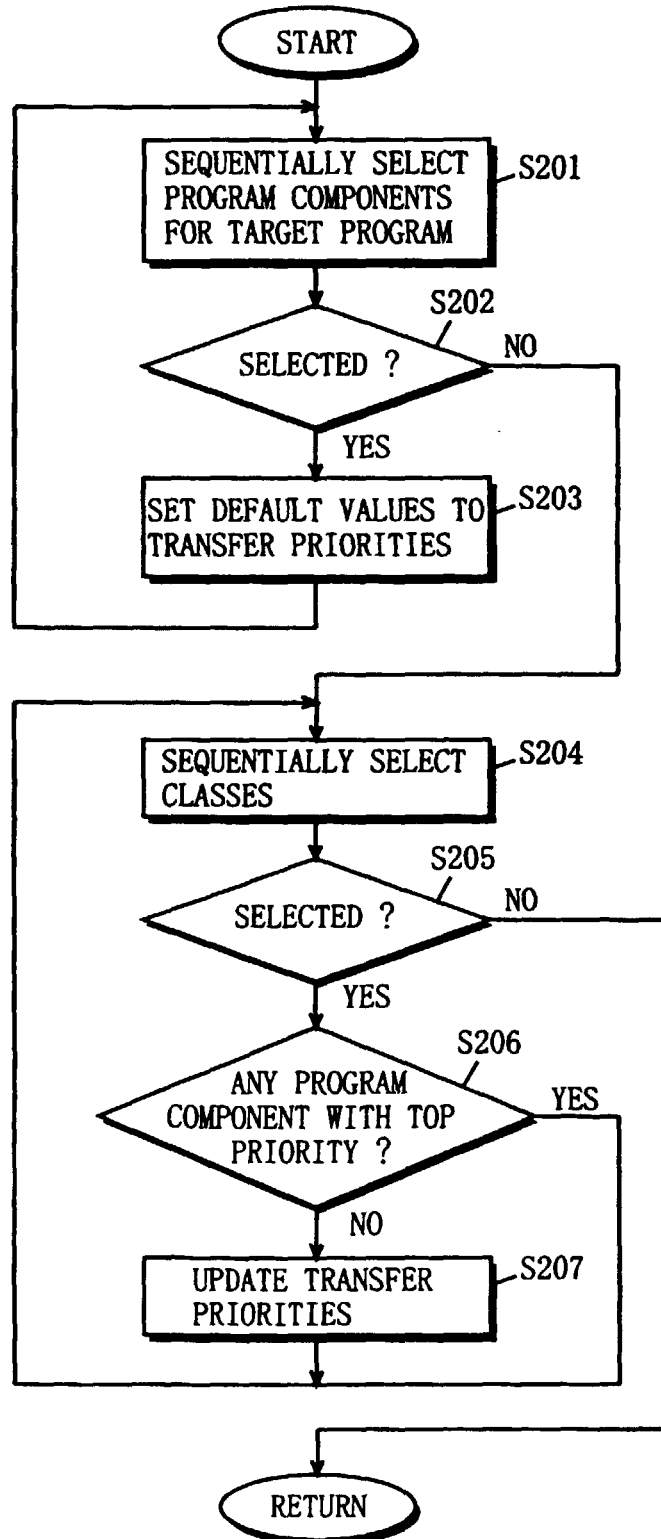 START
SEQUENTIALLY SELECT
PROGRAM COMPONENTS
FOR TARGET PROGRAM
S201
S202
SELECTED ?
NO
YES
SET DEFAULT VALUES TO
TRANSFER PRIORITIES
S203
SEQUENTIALLY SELECT
CLASSES
S204
S205
SELECTED ?
NO
YES
S206
ANY PROGRAM
COMPONENT WITH TOP
PRIORITY ?
YES
NO
UPDATE TRANSFER
PRIORITIES
S207
RETURN